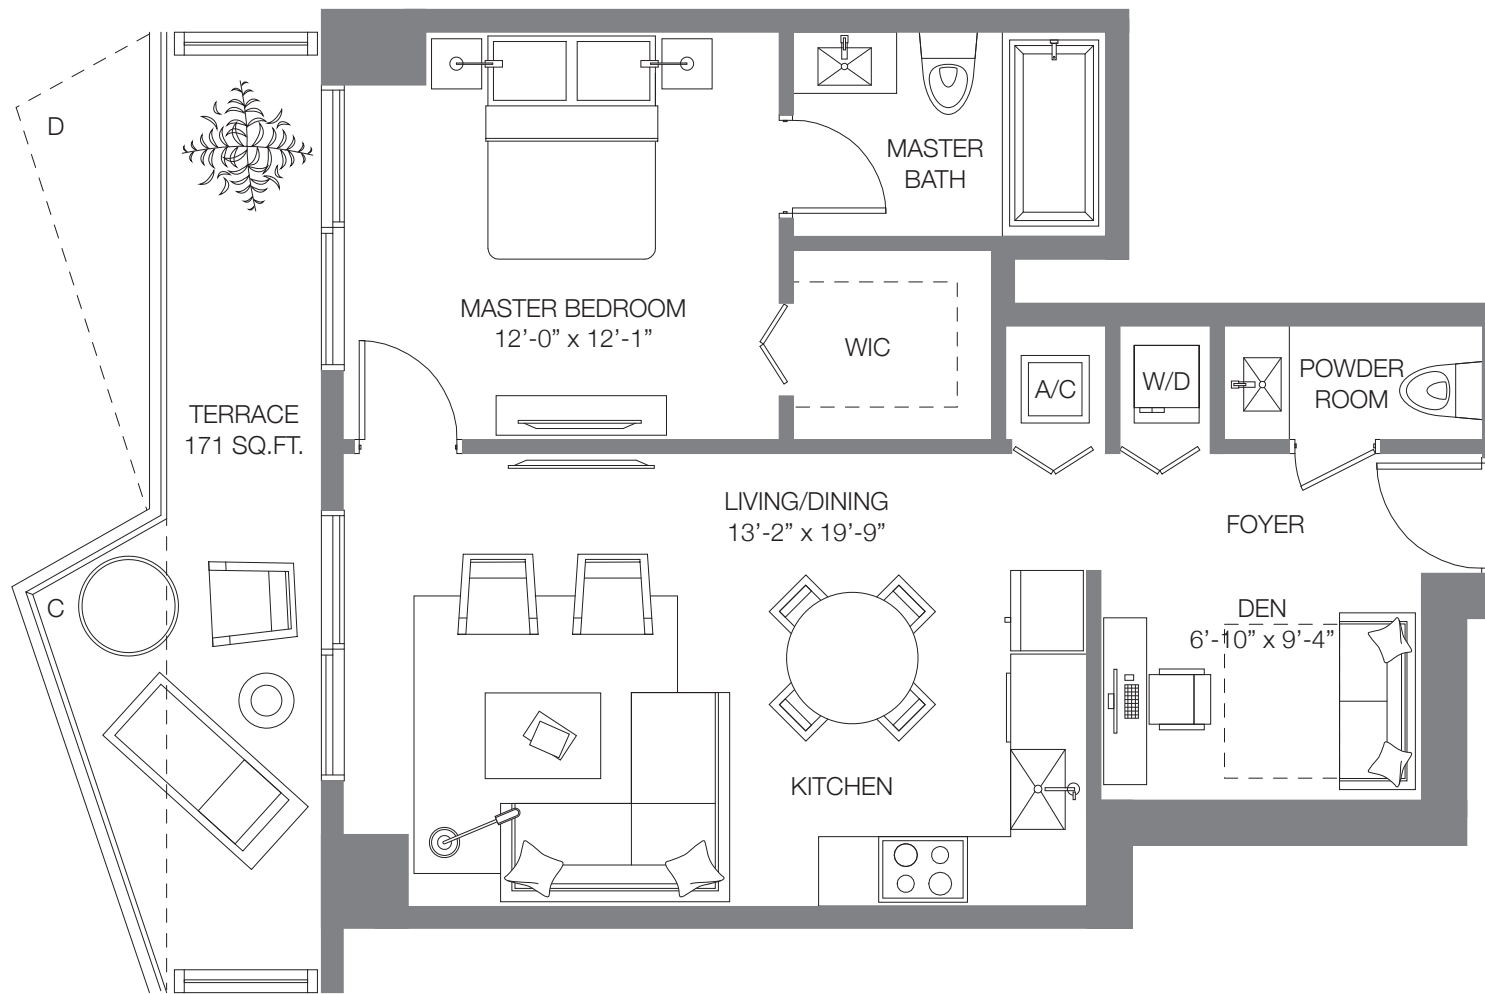 D
MASTER
BATH
MASTER BEDROOM
12’-0” x 12’-1”
WIC
A/C
W/D
POWDER
ROOM
TERRACE
171 SQ.FT.
LIVING/DINING
13’-2” x 19’-9”
FOYER
C
DEN
6’-10” x 9’-4”
KITCHEN